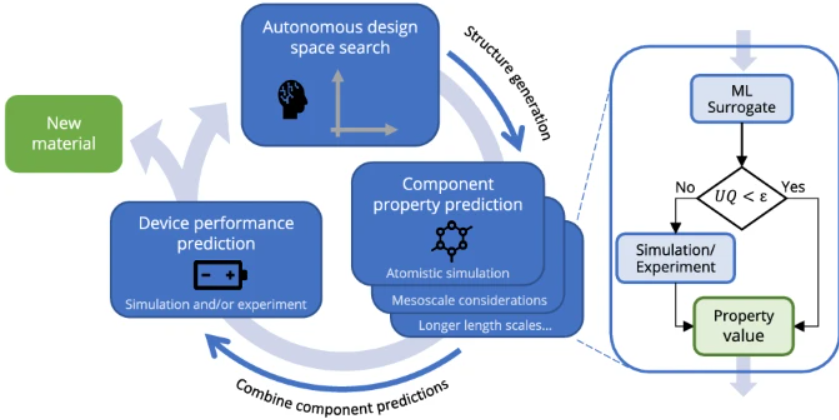 Autonomous design
space search
Structure generation
New
material
Component
property prediction
Atomistic simulation
Mesoscale considerations
Longer length scales...
Device performance
prediction
- +
Simulation and/or experiment
Combine component predictions
ML
Surrogate
No
UQ < ε
Yes
Simulation/
Experiment
Property
value